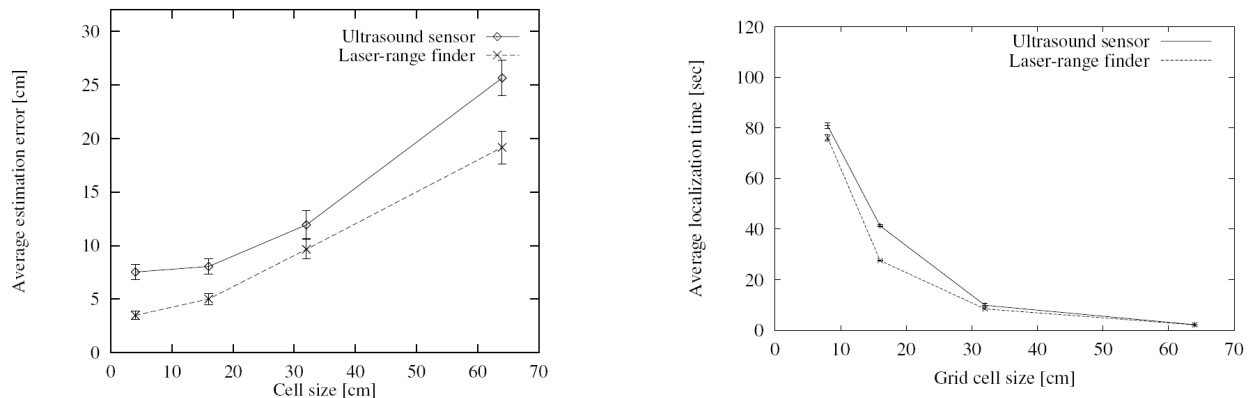 30
25
20
15
10
5
0
Average estimation error [cm]
Ultrasound sensor
Laser-range finder
0 10 20 30 40 50 60 70
Cell size [cm]
120
100
80
60
40
20
0
Average localization time [sec]
Ultrasound sensor
Laser-range finder
0 10 20 30 40 50 60 70
Grid cell size [cm]